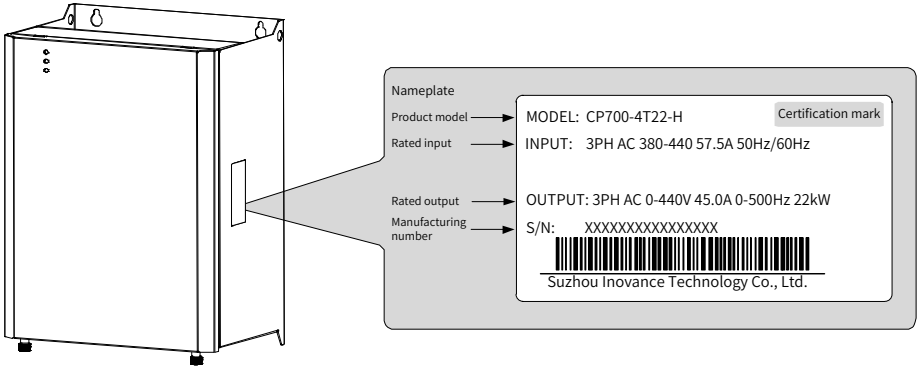 Nameplate
Product model
MODEL: CP700-4T22-H
Certification mark
Rated input
INPUT: 3PH AC 380-440 57.5A 50Hz/60Hz
Rated output
OUTPUT: 3PH AC 0-440V 45.0A 0-500Hz 22kW
Manufacturing
number
S/N: XXXXXXXXXXXXXXXX
Suzhou Inovance Technology Co., Ltd.